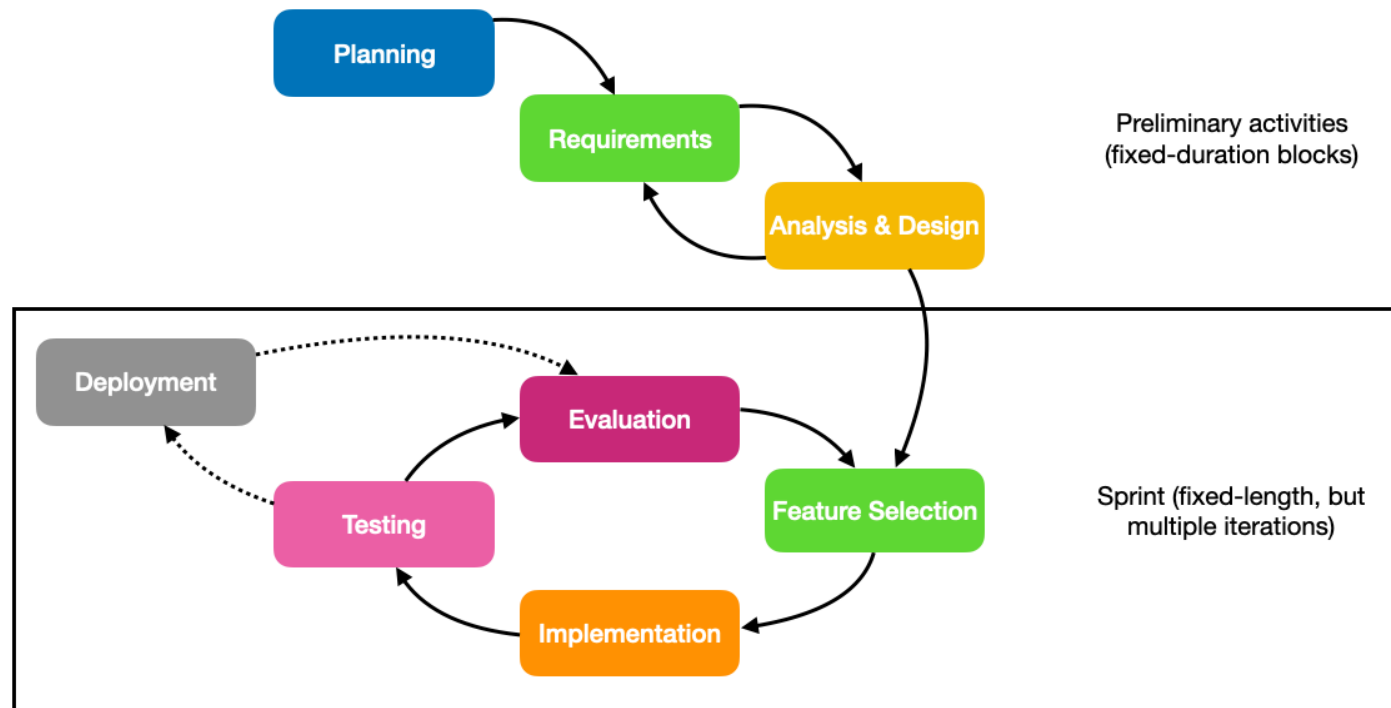 Planning
Requirements
Preliminary activities
(fixed-duration blocks)
Analysis & Design
Deployment
Evaluation
Feature Selection
Sprint (fixed-length, but
multiple iterations)
Testing
Implementation